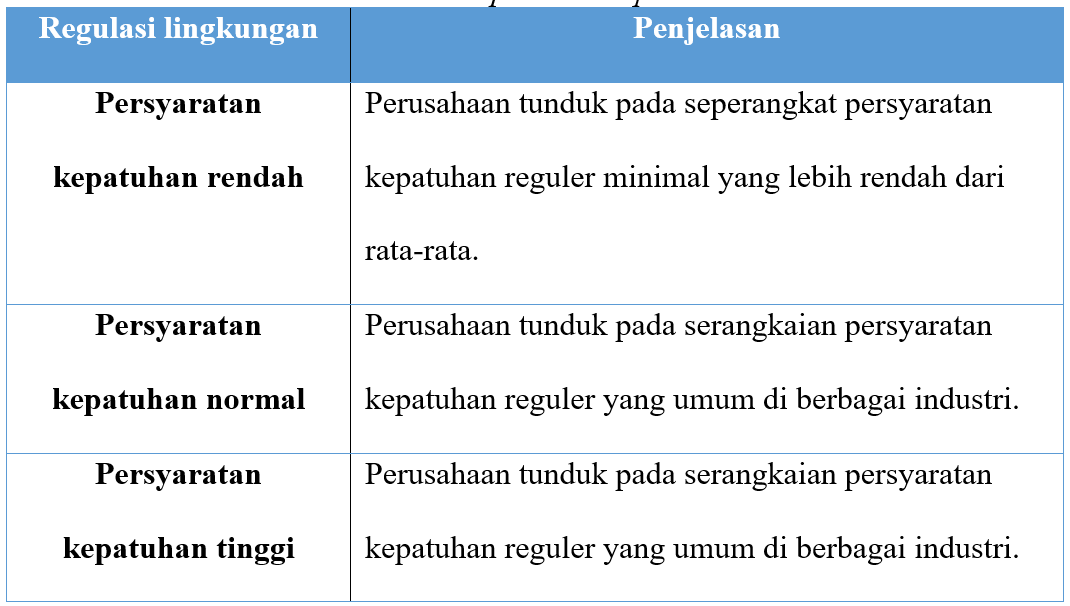 Regulasi lingkungan
Penjelasan
Persyaratan
kepatuhan rendah
Perusahaan tunduk pada seperangkat persyaratan
kepatuhan reguler minimal yang lebih rendah dari
rata-rata.
Persyaratan
kepatuhan normal
Perusahaan tunduk pada serangkaian persyaratan
kepatuhan reguler yang umum di berbagai industri.
Persyaratan
kepatuhan tinggi
Perusahaan tunduk pada serangkaian persyaratan
kepatuhan reguler yang umum di berbagai industri.